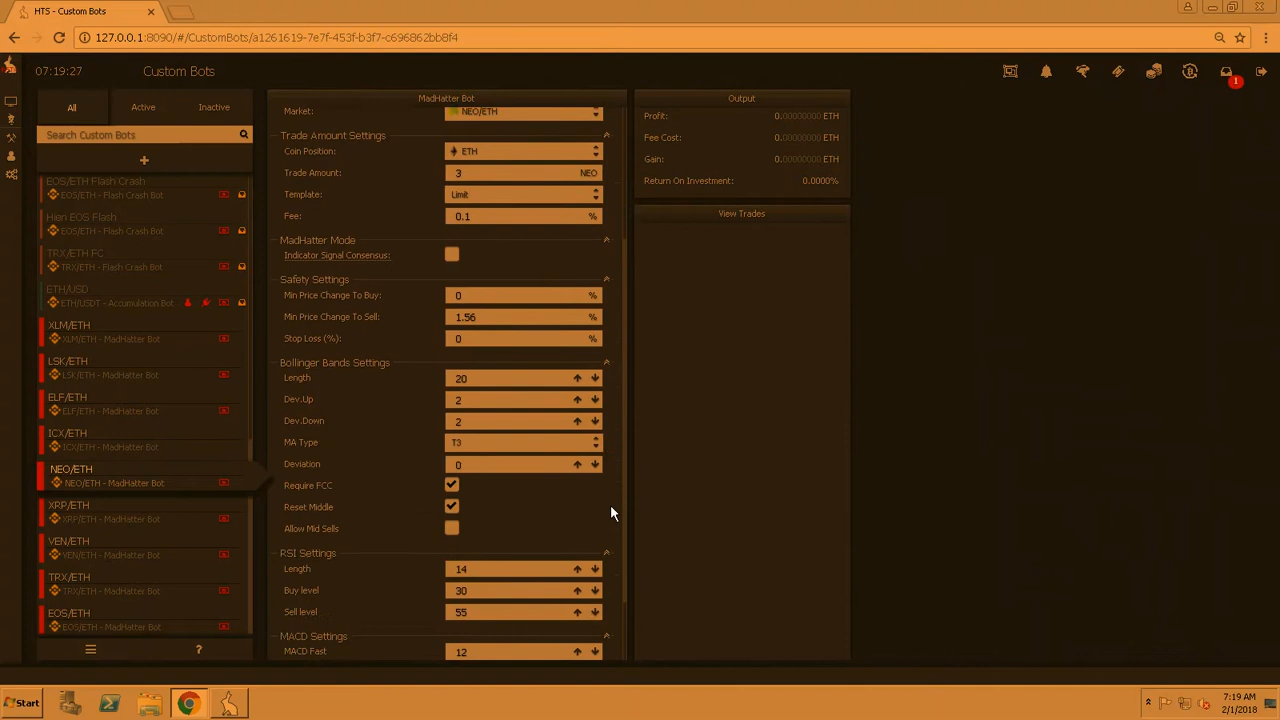 HTS - Custom Bots
127.0.0.1:8090/#/CustomBots/a1261619-7e7f-453f-b3f7-c696862bb8f4
07:19:27 Custom Bots
1
All Active Inactive
Search Custom Bots
+
EOS/ETH Flash Crash
EOS/ETH - Flash Crash Bot
Hien EOS Flash
EOS/ETH - Flash Crash Bot
TRX/ETH FC
TRX/ETH - Flash Crash Bot
ETH/USD
ETH/USDT - Accumulation Bot
XLM/ETH
XLM/ETH - MadHatter Bot
LSK/ETH
LSK/ETH - MadHatter Bot
ELF/ETH
ELF/ETH - MadHatter Bot
ICX/ETH
ICX/ETH - MadHatter Bot
NEO/ETH
NEO/ETH - MadHatter Bot
XRP/ETH
XRP/ETH - MadHatter Bot
VEN/ETH
VEN/ETH - MadHatter Bot
TRX/ETH
TRX/ETH - MadHatter Bot
EOS/ETH
EOS/ETH - MadHatter Bot
?
MadHatter Bot
Market: NEO/ETH
Trade Amount Settings
Coin Position: ETH
Trade Amount: 3 NEO
Template: Limit
Fee: 0.1 %
MadHatter Mode
Indicator Signal Consensus:
Safety Settings
Min Price Change To Buy: 0 %
Min Price Change To Sell: 1.56 %
Stop Loss (%): 0 %
Bollinger Bands Settings
Length 20
Dev.Up 2
Dev.Down 2
MA Type T3
Deviation 0
Require FCC
Reset Middle
Allow Mid Sells
RSI Settings
Length 14
Buy level 30
Sell level 55
MACD Settings
MACD Fast 12
Output
Profit: 0.00000000 ETH
Fee Cost: 0.00000000 ETH
Gain: 0.00000000 ETH
Return On Investment: 0.0000%
View Trades
Start
7:19 AM
2/1/2018